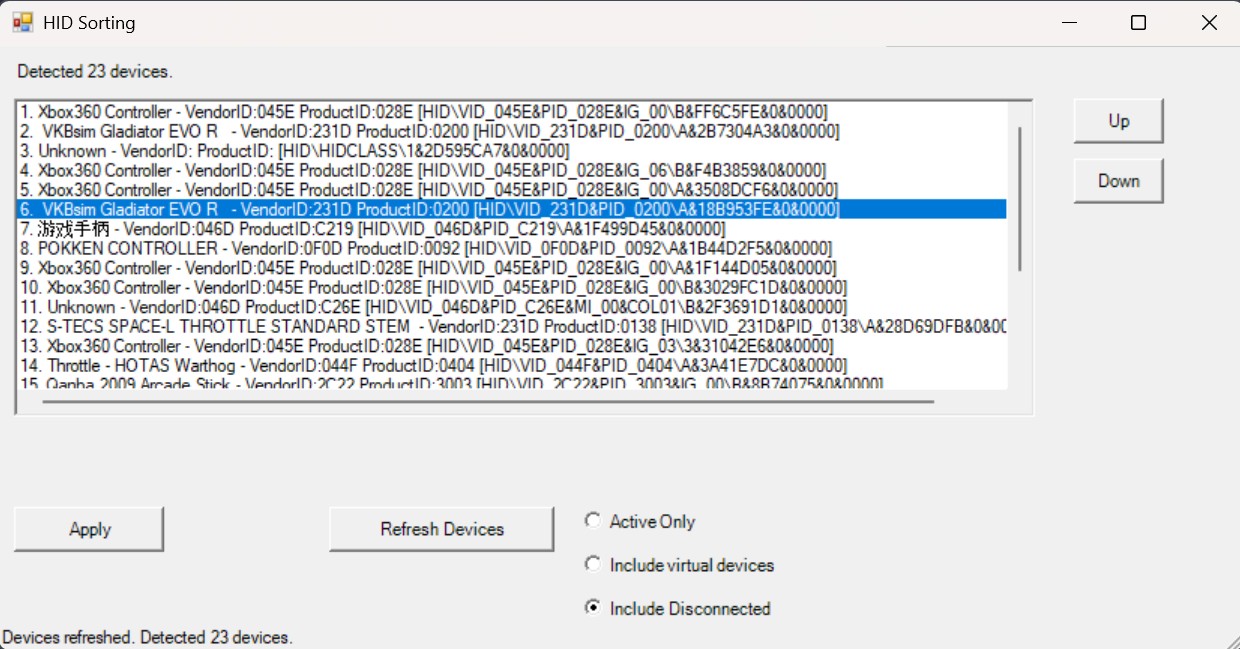 HID Sorting
Detected 23 devices.
1. Xbox360 Controller - VendorID:045E ProductID:028E [HID\VID_045E&PID_028E&IG_00\B&FF6C5FE&0&0000]
2.  VKBsim Gladiator EVO R   - VendorID:231D ProductID:0200 [HID\VID_231D&PID_0200\A&2B7304A3&0&0000]
3. Unknown - VendorID: ProductID: [HID\HIDCLASS\1&2D595CA7&0&0000]
4. Xbox360 Controller - VendorID:045E ProductID:028E [HID\VID_045E&PID_028E&IG_06\B&F4B3859&0&0000]
5. Xbox360 Controller - VendorID:045E ProductID:028E [HID\VID_045E&PID_028E&IG_00\A&3508DCF6&0&0000]
6.  VKBsim Gladiator EVO R   - VendorID:231D ProductID:0200 [HID\VID_231D&PID_0200\A&18B953FE&0&0000]
7. 游戏手柄 - VendorID:046D ProductID:C219 [HID\VID_046D&PID_C219\A&1F499D45&0&0000]
8. POKKEN CONTROLLER - VendorID:0F0D ProductID:0092 [HID\VID_0F0D&PID_0092\A&1B44D2F5&0&0000]
9. Xbox360 Controller - VendorID:045E ProductID:028E [HID\VID_045E&PID_028E&IG_00\A&1F144D05&0&0000]
10. Xbox360 Controller - VendorID:045E ProductID:028E [HID\VID_045E&PID_028E&IG_00\B&3029FC1D&0&0000]
11. Unknown - VendorID:046D ProductID:C26E [HID\VID_046D&PID_C26E&MI_00&COL01\B&2F3691D1&0&0000]
12. S-TECS SPACE-L THROTTLE STANDARD STEM  - VendorID:231D ProductID:0138 [HID\VID_231D&PID_0138\A&28D69DFB&0&00
13. Xbox360 Controller - VendorID:045E ProductID:028E [HID\VID_045E&PID_028E&IG_03\3&31042E6&0&0000]
14. Throttle - HOTAS Warthog - VendorID:044F ProductID:0404 [HID\VID_044F&PID_0404\A&3A41E7DC&0&0000]
15. Qanba 2009 Arcade Stick - VendorID:2C22 ProductID:3003 [HID\VID_2C22&PID_3003&IG_00\B&8B74075&0&0000]
Up
Down
Apply
Refresh Devices
Active Only
Include virtual devices
Include Disconnected
Devices refreshed. Detected 23 devices.